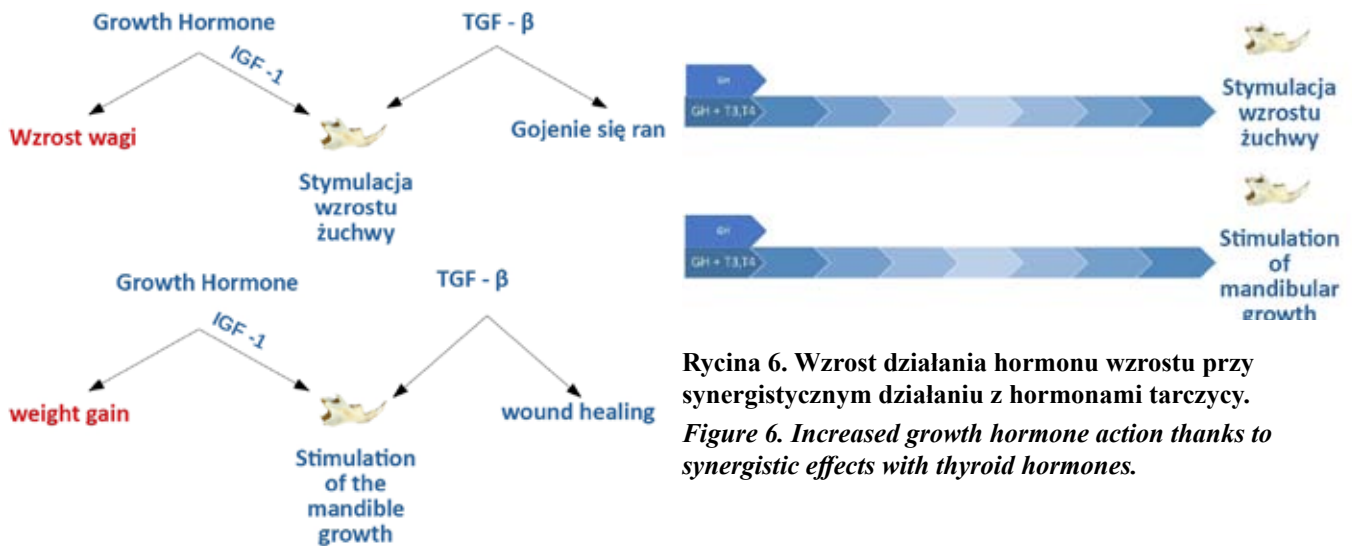 Growth Hormone
TGF - β
IGF -1
Wzrost wagi
Gojenie się ran
Stymulacja
wzrostu
żuchwy
Growth Hormone
TGF - β
IGF -1
weight gain
wound healing
Stimulation
of the
mandible
growth
GH
GH + T3,T4
Stymulacja
wzrostu
żuchwy
GH
GH + T3,T4
Stimulation
of
mandibular
growth
Rycina 6. Wzrost działania hormonu wzrostu przy
synergistycznym działaniu z hormonami tarczycy.
Figure 6. Increased growth hormone action thanks to
synergistic effects with thyroid hormones.